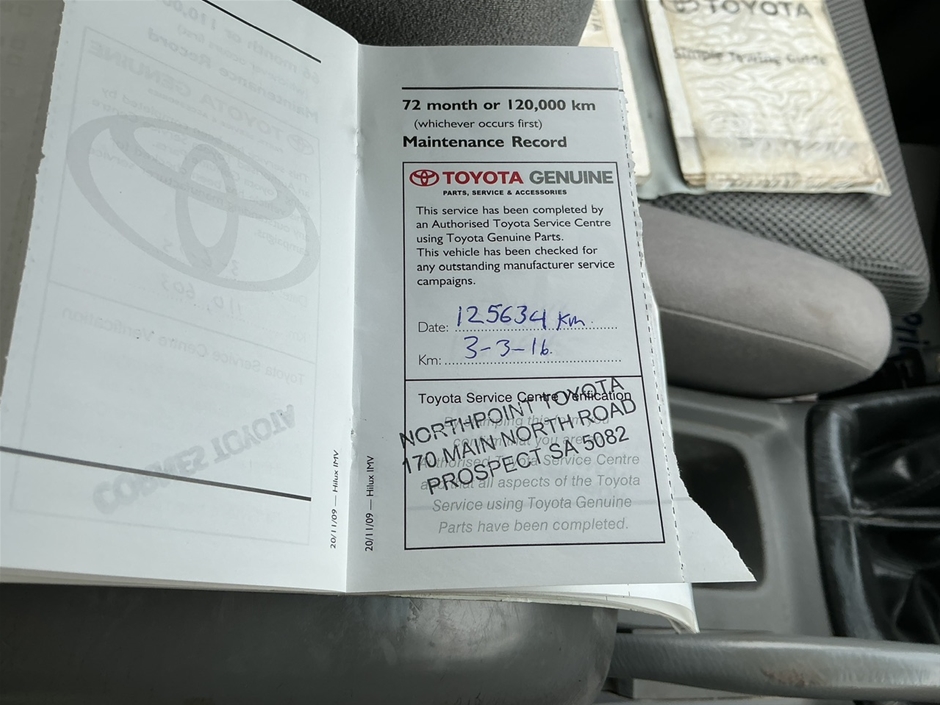 TOYOTA
Simple Towing Guide
72 month or 120,000 km
(whichever occurs first)
Maintenance Record
TOYOTA GENUINE
PARTS, SERVICE & ACCESSORIES
This service has been completed by
an Authorised Toyota Service Centre
using Toyota Genuine Parts.
This vehicle has been checked for
any outstanding manufacturer service
campaigns.
Date: 125634 km
Km: 3-3-16.
Toyota Service Centre Verification
NORTHPOINT TOYOTA
170 MAIN NORTH ROAD
PROSPECT SA 5082
Service Centre
all aspects of the Toyota
Service using Toyota Genuine
Parts have been completed.
20/11/09 — Hilux IMV
20/11/09 — Hilux IMV